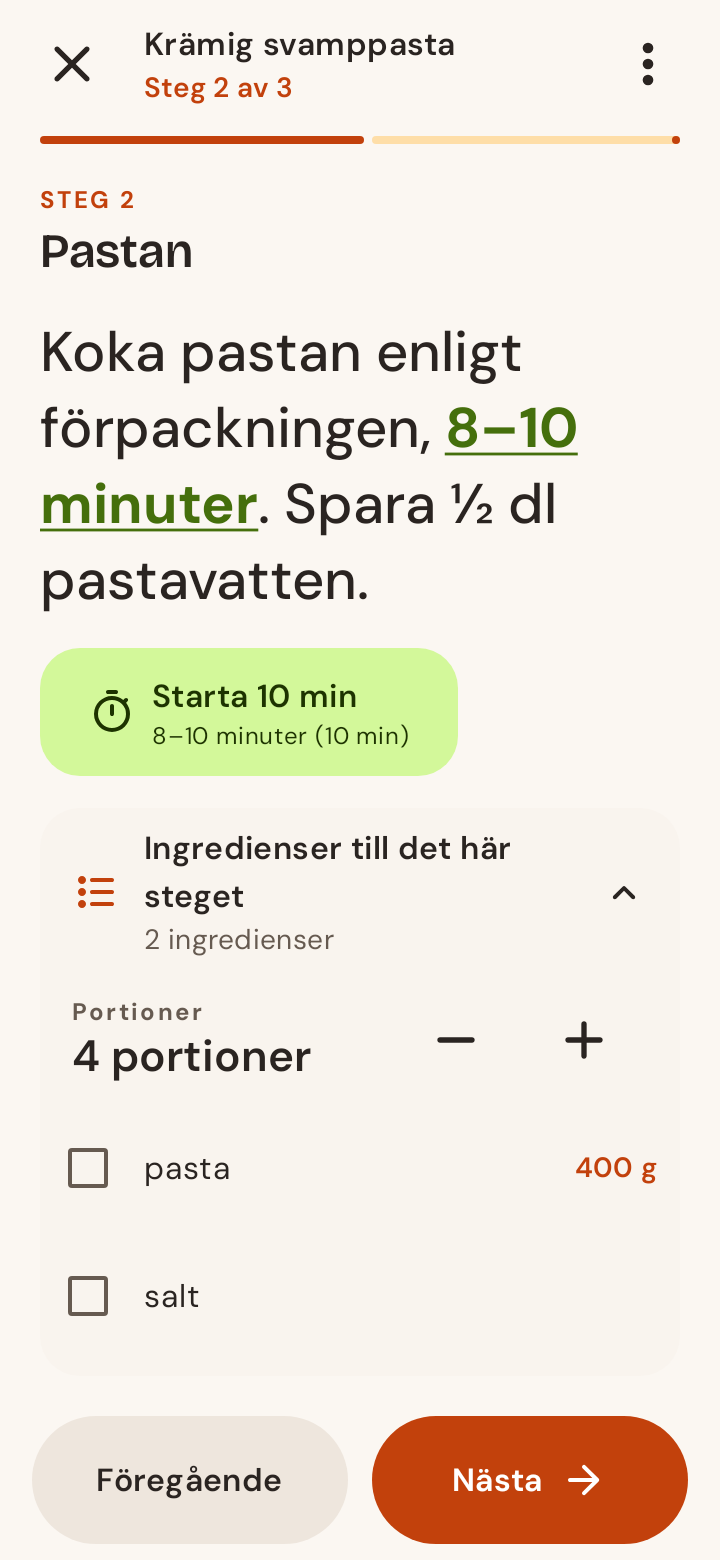 Krämig svamppasta
Steg 2 av 3
STEG 2
Pastan
Koka pastan enligt
förpackningen, 8–10
minuter. Spara ½ dl
pastavatten.
Starta 10 min
8–10 minuter (10 min)
Ingredienser till det här
steget
2 ingredienser
Portioner
4 portioner
pasta 400 g
salt
Föregående Nästa